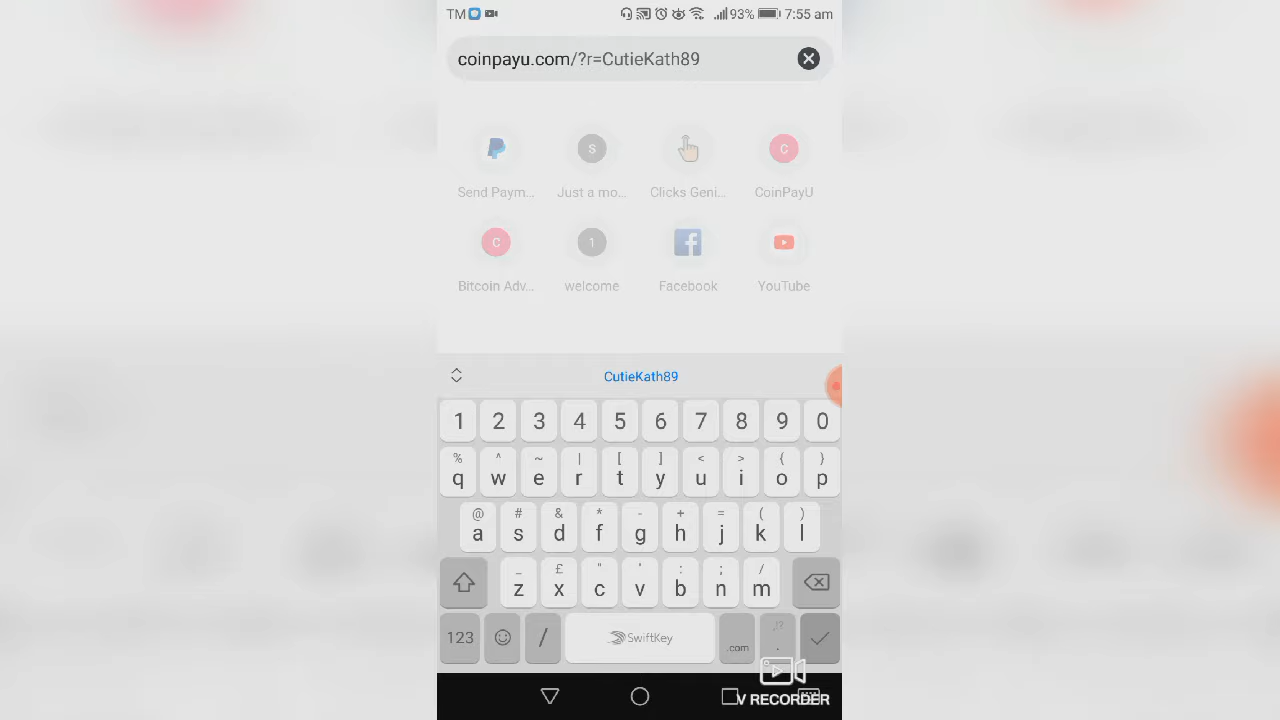 TM 93% 7:55 am
coinpayu.com/?r=CutieKath89
S C
Send Paym... Just a mo... Clicks Geni... CoinPayU
C 1
Bitcoin Adv... welcome Facebook YouTube
CutieKath89
1 2 3 4 5 6 7 8 9 0
% ^ ~ | [ ] < > { }
q w e r t y u i o p
@ # & * - + = ( )
a s d f g h j k l
_ £ " ' : ; /
z x c v b n m
123 / SwiftKey .com ,!? .
V RECORDER